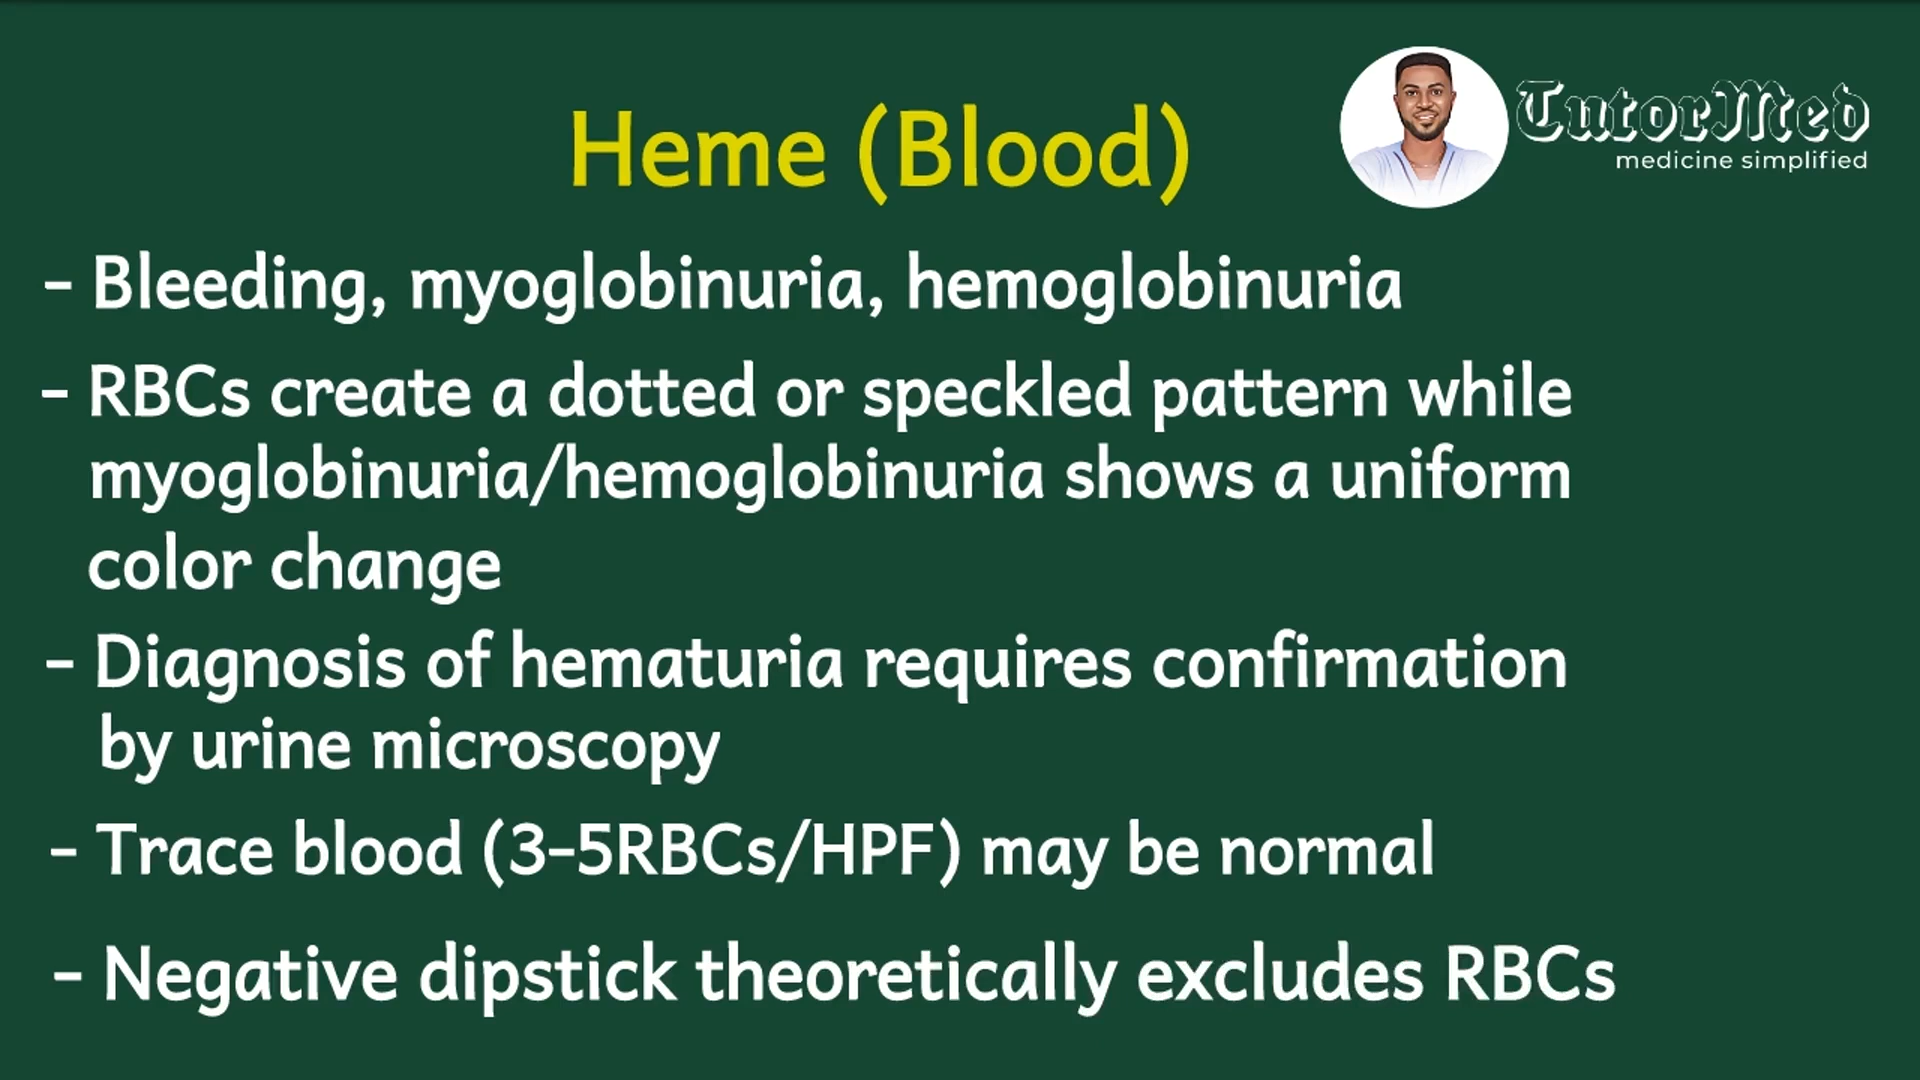 TutorMed
medicine simplified
Heme (Blood)
- Bleeding, myoglobinuria, hemoglobinuria
- RBCs create a dotted or speckled pattern while
myoglobinuria/hemoglobinuria shows a uniform
color change
- Diagnosis of hematuria requires confirmation
by urine microscopy
- Trace blood (3-5RBCs/HPF) may be normal
- Negative dipstick theoretically excludes RBCs